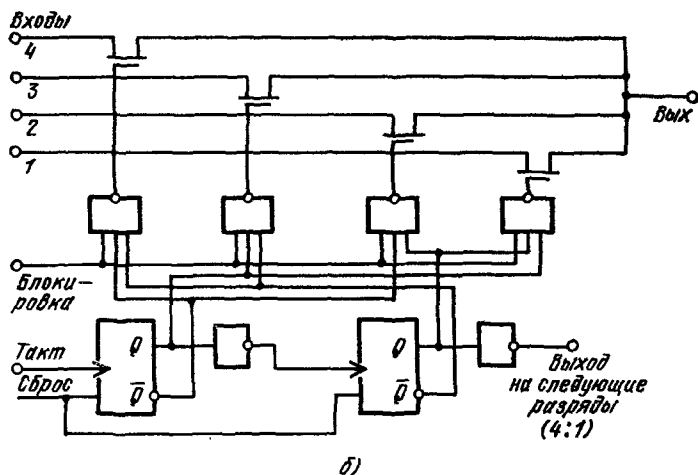 Входы
4
3
2
1
Вых
Блоки-
ровка
Такт
Сброс
Q
Q̅
Q
Q̅
Выход
на следующие
разряды
(4:1)
б)